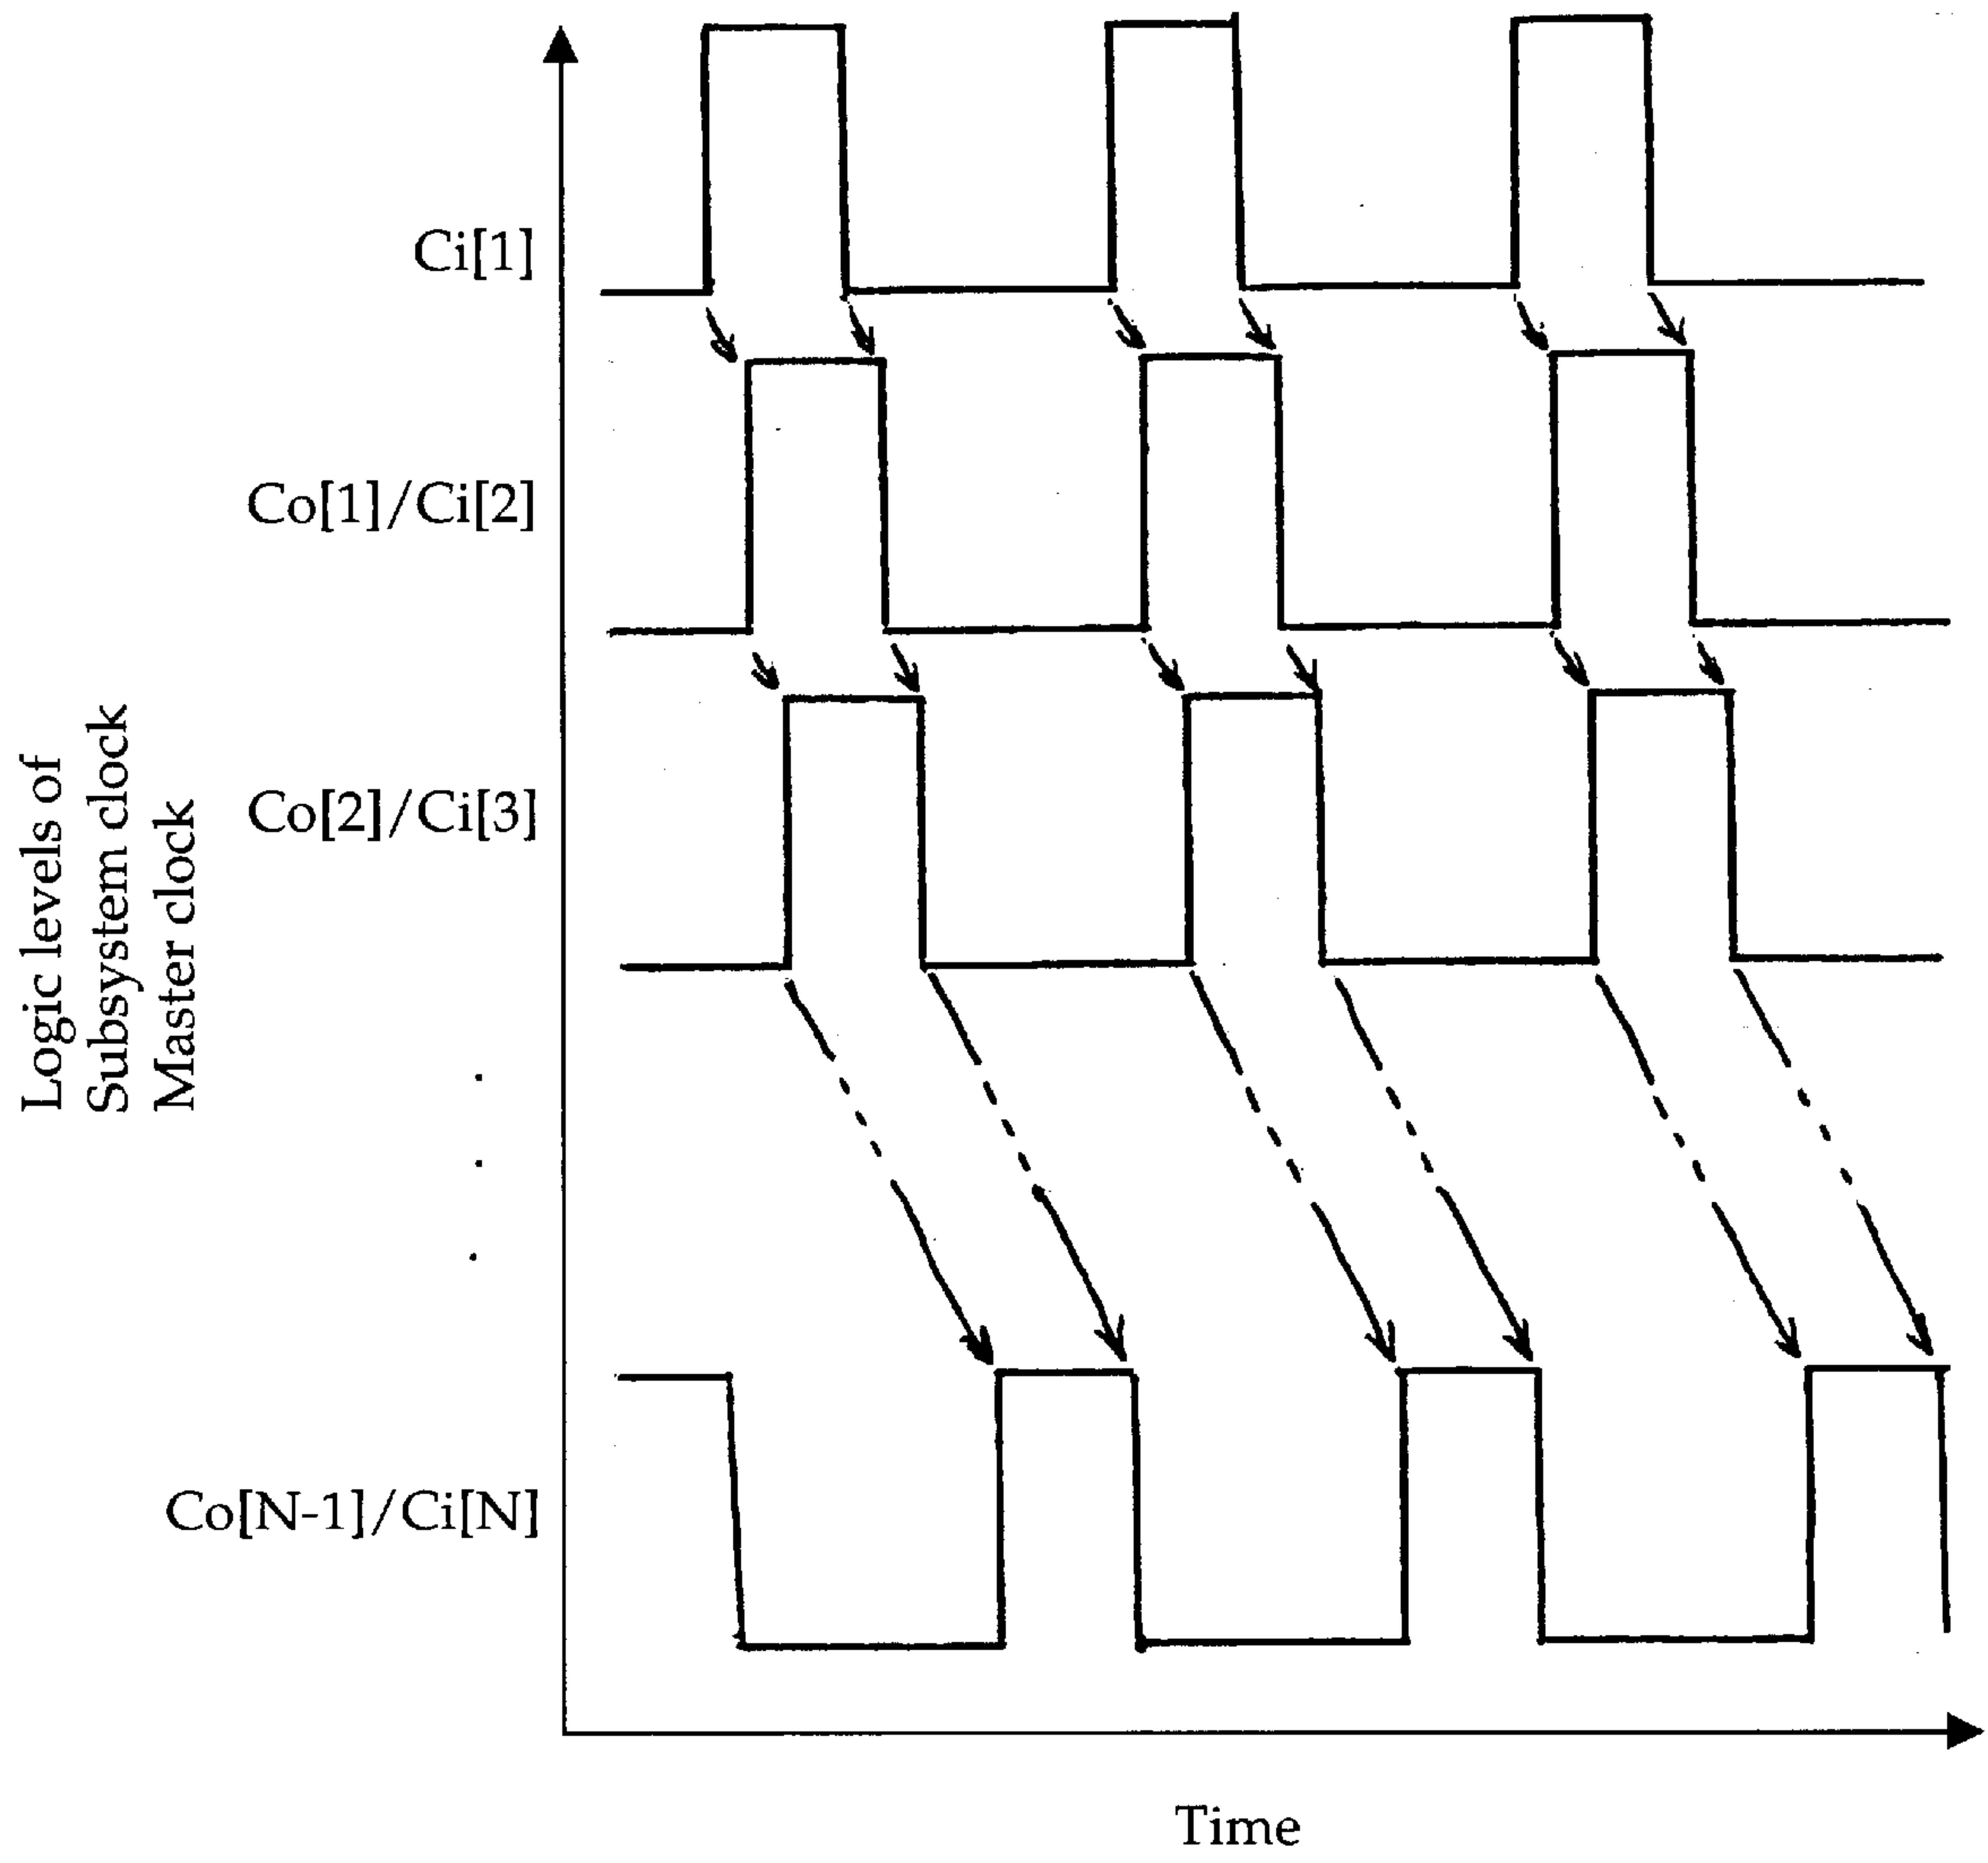 Ci[1]
Co[1]/Ci[2]
Co[2]/Ci[3]
Logic levels of
Subsystem clock
Master clock
Co[N-1]/Ci[N]
Time